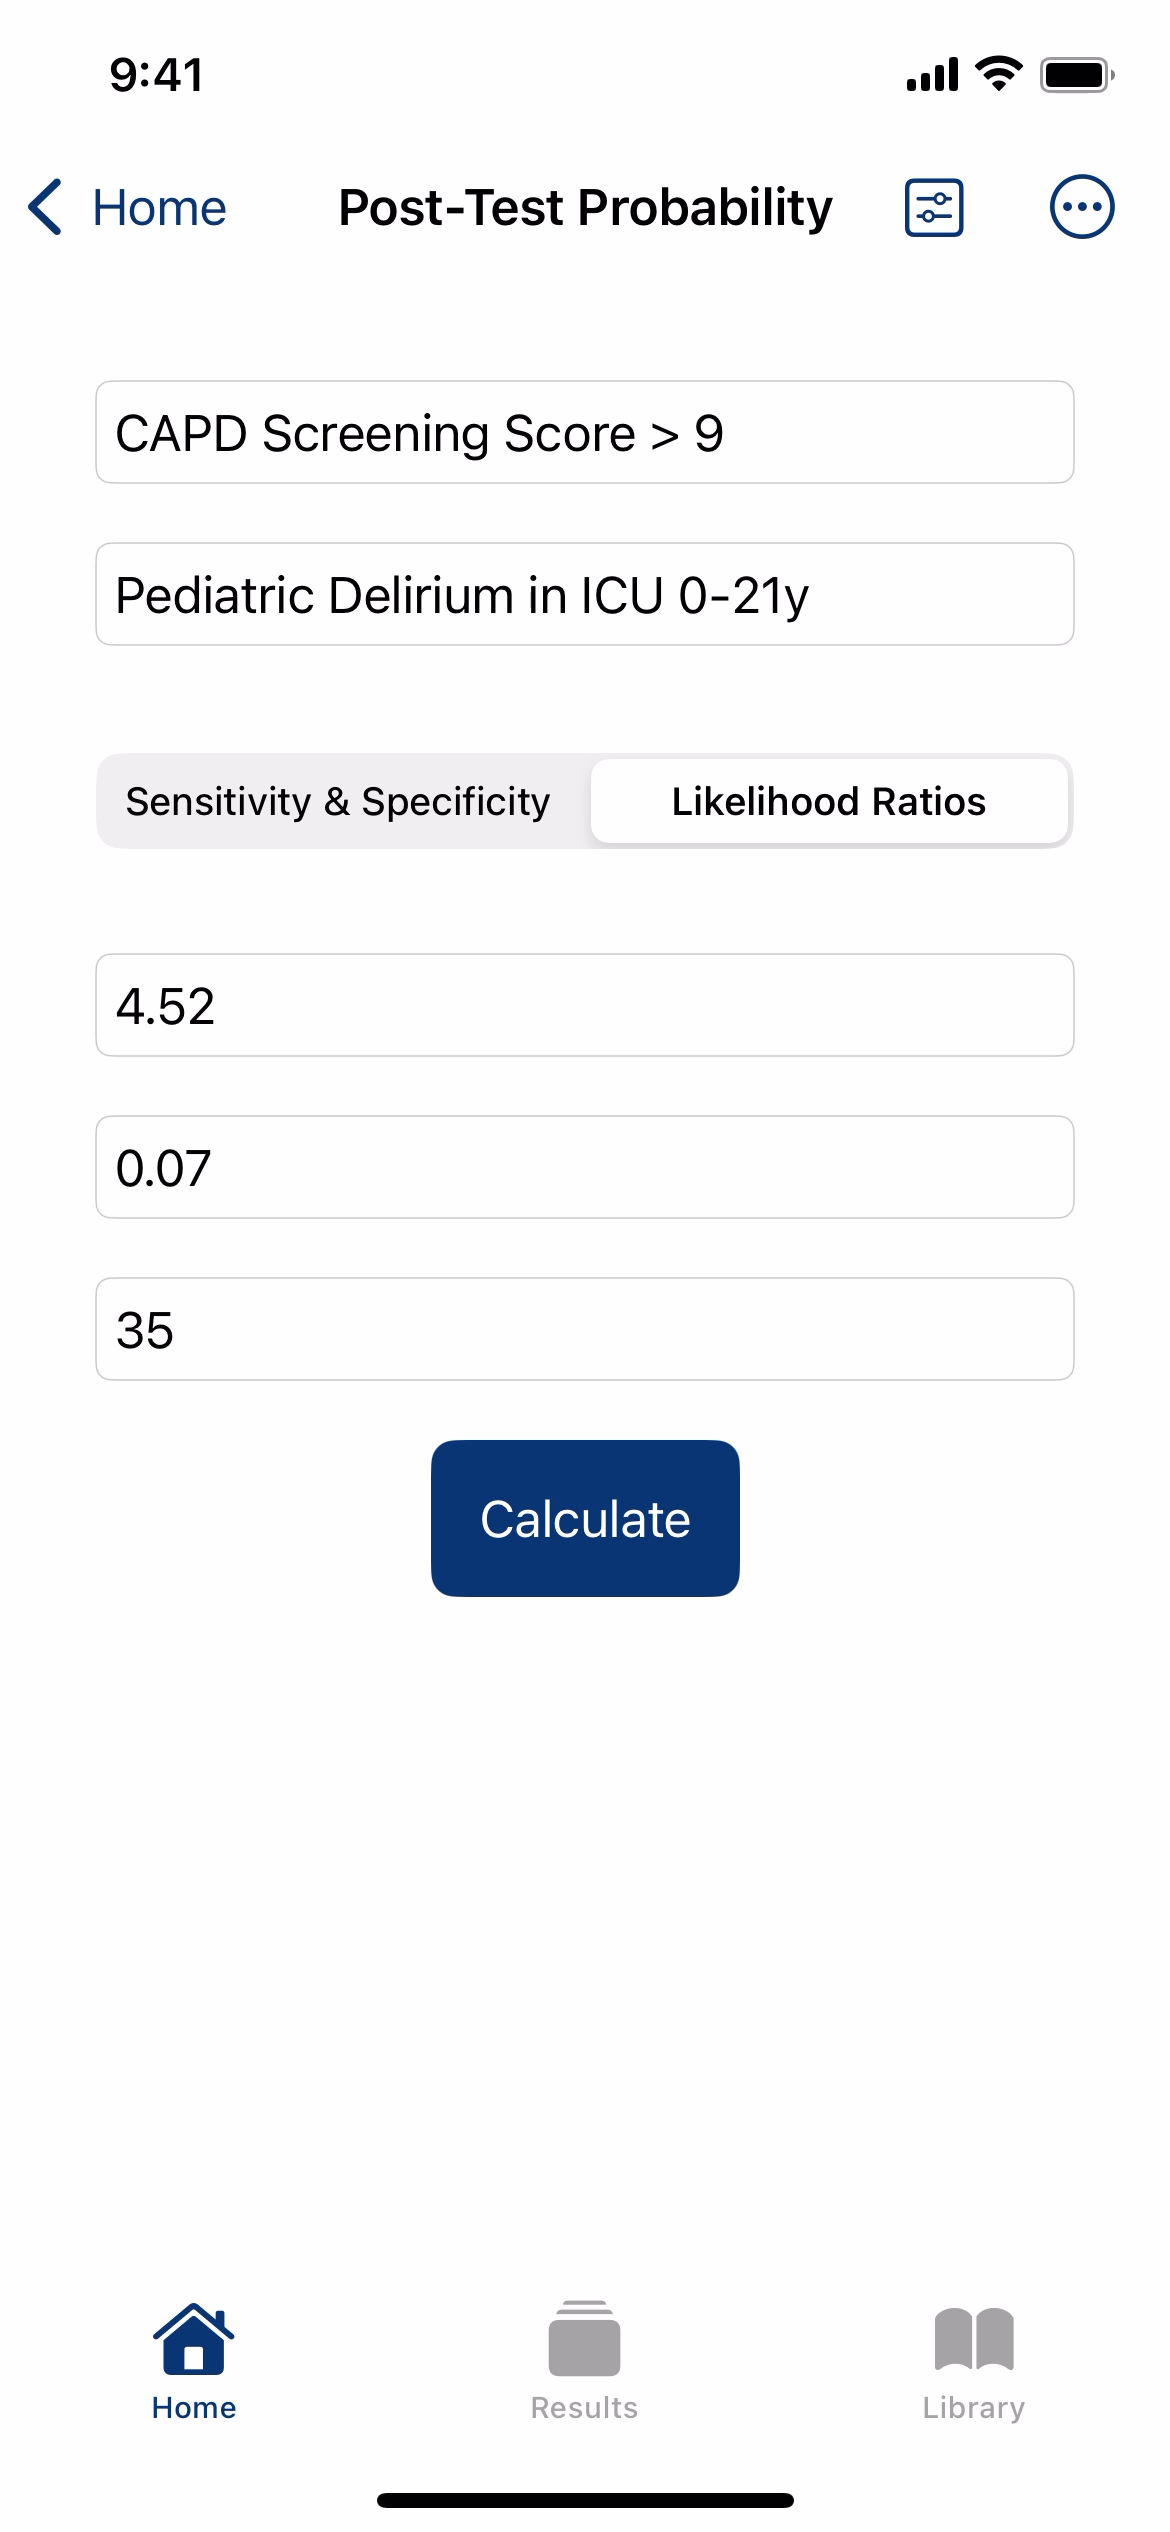 9:41
Home
Post-Test Probability
CAPD Screening Score > 9
Pediatric Delirium in ICU 0-21y
Sensitivity & Specificity
Likelihood Ratios
4.52
0.07
35
Calculate
Home
Results
Library